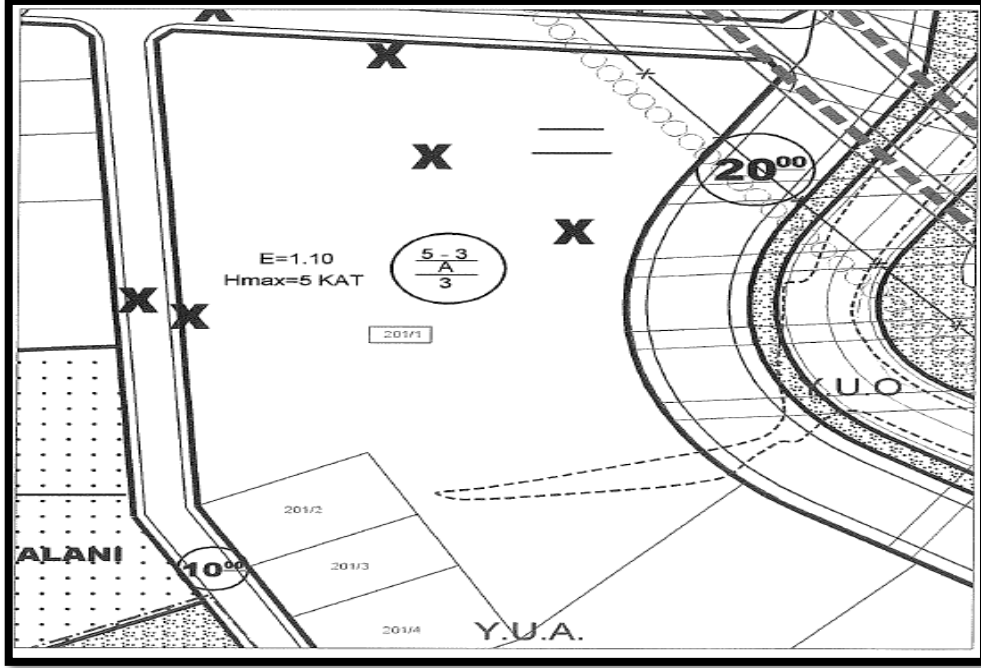 X
X
X
20⁰⁰
X
E=1.10
Hmax=5 KAT
5 - 3
A
3
X
X
201/1
Y.U.O
201/2
ALANI
10⁰⁰
201/3
201/4
Y.U.A.